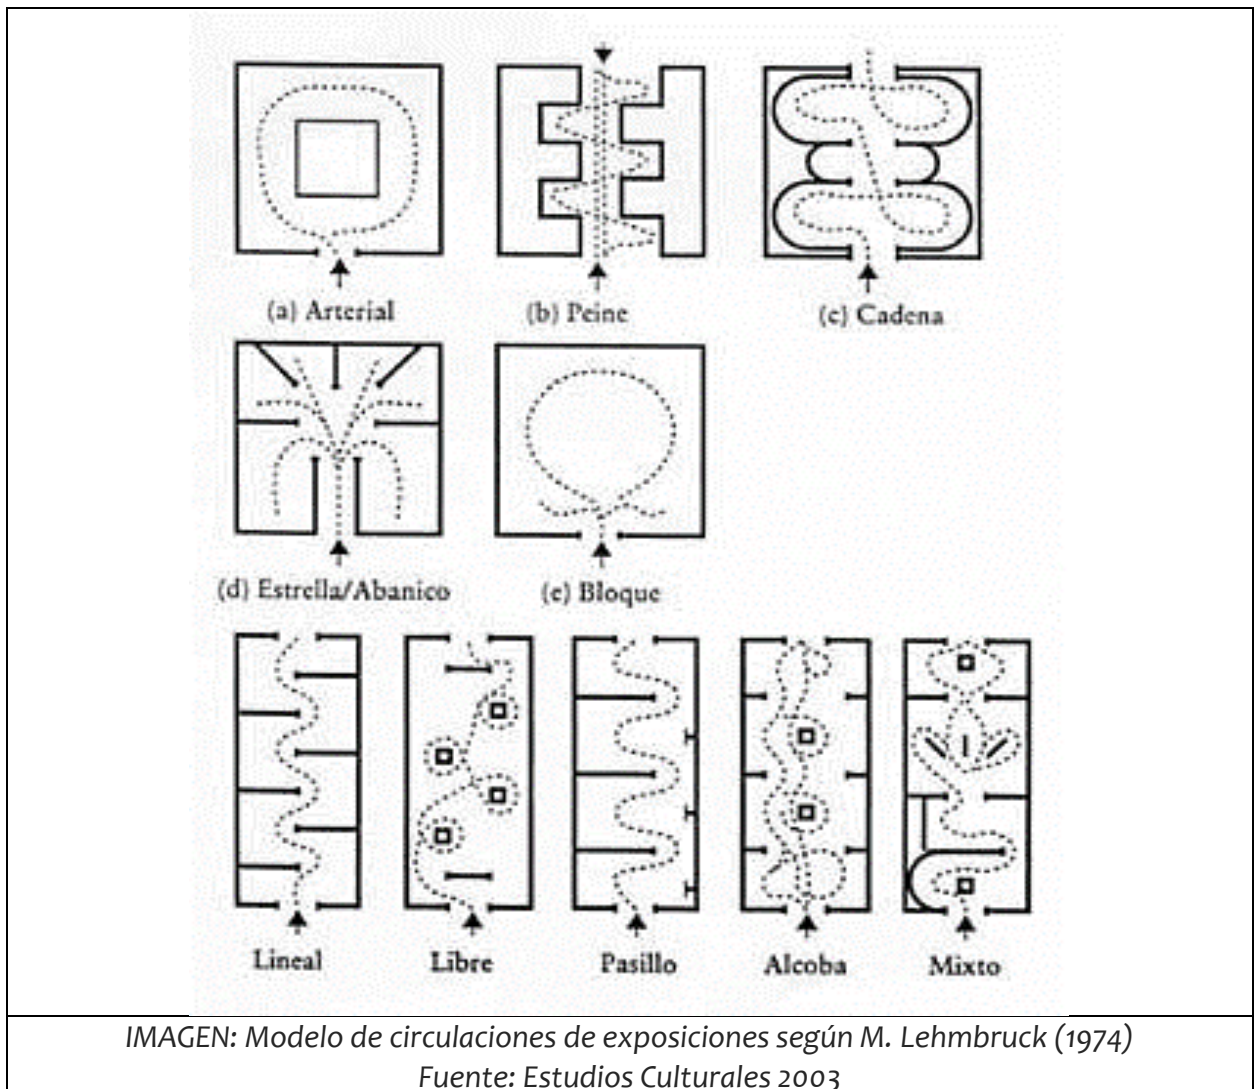 (a) Arterial
(b) Peine
(c) Cadena
(d) Estrella/Abanico
(e) Bloque
Lineal
Libre
Pasillo
Alcoba
Mixto
IMAGEN: Modelo de circulaciones de exposiciones según M. Lehmbruck (1974)
Fuente: Estudios Culturales 2003